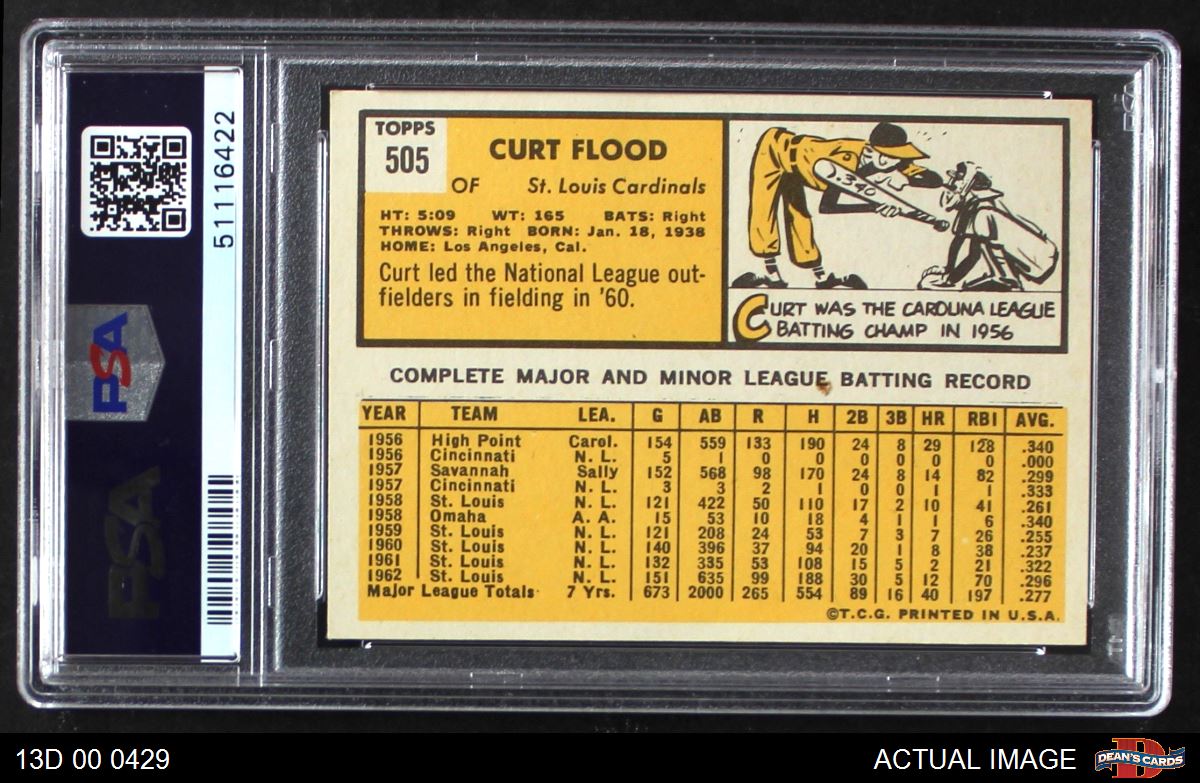 51116422
PSA
PSA
TOPPS
505
CURT FLOOD
OF St. Louis Cardinals
HT: 5:09 WT: 165 BATS: Right
THROWS: Right BORN: Jan. 18, 1938
HOME: Los Angeles, Cal.
Curt led the National League out-
fielders in fielding in '60.
.340
CURT WAS THE CAROLINA LEAGUE
BATTING CHAMP IN 1956
COMPLETE MAJOR AND MINOR LEAGUE BATTING RECORD
YEAR TEAM LEA. G AB R H 2B 3B HR RBI AVG.
1956 High Point Carol. 154 559 133 190 24 8 29 128 .340
1956 Cincinnati N. L. 5 1 0 0 0 0 0 0 .000
1957 Savannah Sally 152 568 98 170 24 8 14 82 .299
1957 Cincinnati N. L. 3 3 2 1 0 0 1 1 .333
1958 St. Louis N. L. 121 422 50 110 17 2 10 41 .261
1958 Omaha A. A. 15 53 10 18 4 1 1 6 .340
1959 St. Louis N. L. 121 208 24 53 7 3 7 26 .255
1960 St. Louis N. L. 140 396 37 94 20 1 8 38 .237
1961 St. Louis N. L. 132 335 53 108 15 5 2 21 .322
1962 St. Louis N. L. 151 635 99 188 30 5 12 70 .296
Major League Totals 7 Yrs. 673 2000 265 554 89 16 40 197 .277
©T.C.G. PRINTED IN U.S.A.
13D 00 0429
ACTUAL IMAGE
DEAN'S CARDS